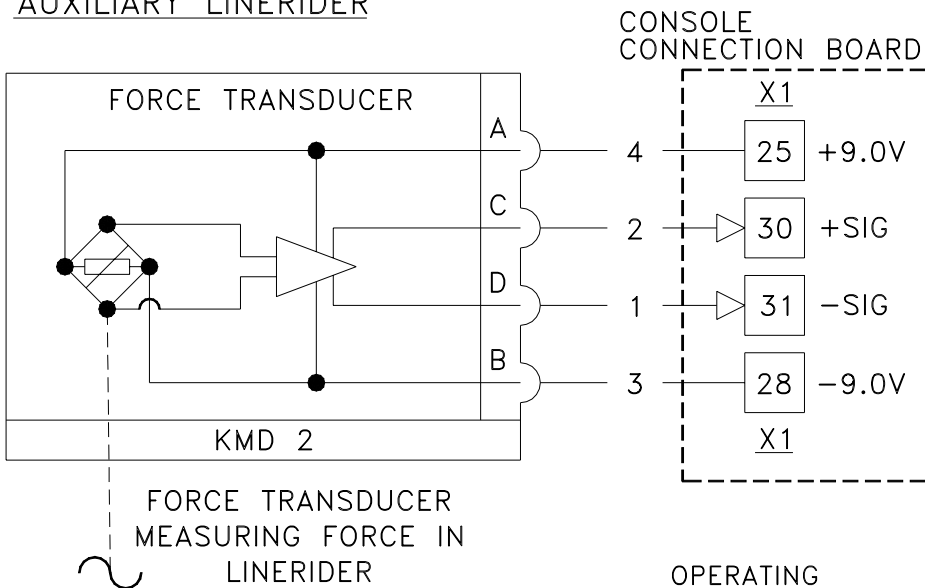 AUXILIARY LINERIDER
CONSOLE
CONNECTION BOARD
FORCE TRANSDUCER
X1
A 4 25 +9.0V
C 2 30 +SIG
D 1 31 -SIG
B 3 28 -9.0V
KMD 2
X1
FORCE TRANSDUCER
MEASURING FORCE IN
LINERIDER
OPERATING